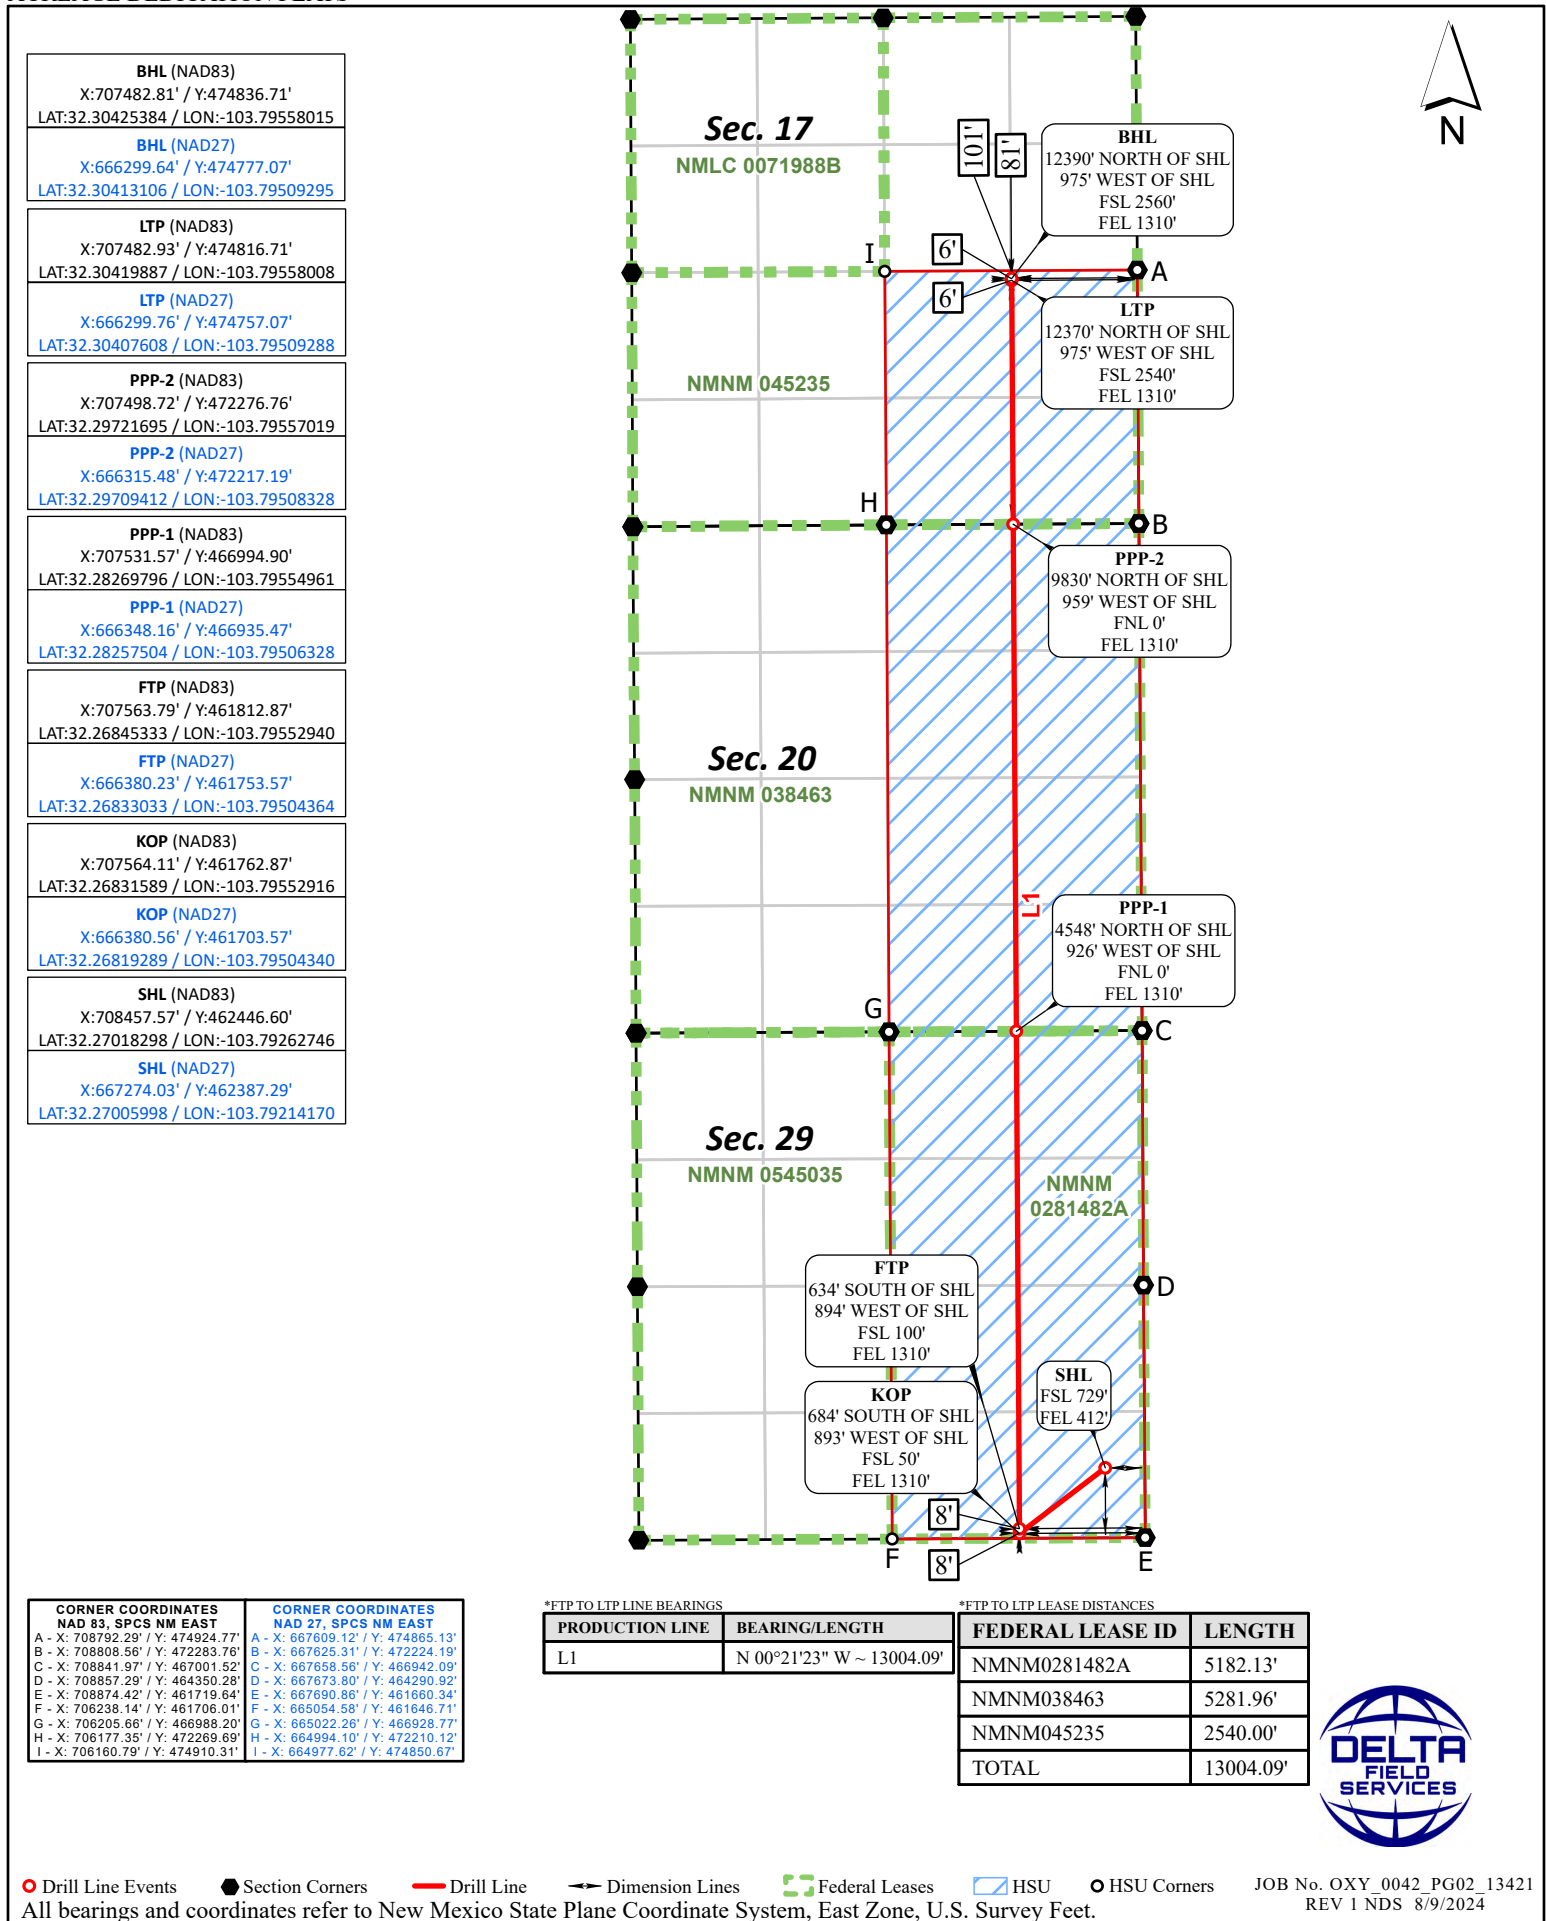 BHL (NAD83)
X:707482.81' / Y:474836.71'
LAT:32.30425384 / LON:-103.79558015
BHL (NAD27)
X:666299.64' / Y:474777.07'
LAT:32.30413106 / LON:-103.79509295
LTP (NAD83)
X:707482.93' / Y:474816.71'
LAT:32.30419887 / LON:-103.79558008
LTP (NAD27)
X:666299.76' / Y:474757.07'
LAT:32.30407608 / LON:-103.79509288
PPP-2 (NAD83)
X:707498.72' / Y:472276.76'
LAT:32.29721695 / LON:-103.79557019
PPP-2 (NAD27)
X:666315.48' / Y:472217.19'
LAT:32.29709412 / LON:-103.79508328
PPP-1 (NAD83)
X:707531.57' / Y:466994.90'
LAT:32.28269796 / LON:-103.79554961
PPP-1 (NAD27)
X:666348.16' / Y:466935.47'
LAT:32.28257504 / LON:-103.79506328
FTP (NAD83)
X:707563.79' / Y:461812.87'
LAT:32.26845333 / LON:-103.79552940
FTP (NAD27)
X:666380.23' / Y:461753.57'
LAT:32.26833033 / LON:-103.79504364
KOP (NAD83)
X:707564.11' / Y:461762.87'
LAT:32.26831589 / LON:-103.79552916
KOP (NAD27)
X:666380.56' / Y:461703.57'
LAT:32.26819289 / LON:-103.79504340
SHL (NAD83)
X:708457.57' / Y:462446.60'
LAT:32.27018298 / LON:-103.79262746
SHL (NAD27)
X:667274.03' / Y:462387.29'
LAT:32.27005998 / LON:-103.79214170
N
Sec. 17
NMLC 0071988B
101'
81'
BHL
12390' NORTH OF SHL
975' WEST OF SHL
FSL 2560'
FEL 1310'
I
6'
6'
A
LTP
12370' NORTH OF SHL
975' WEST OF SHL
FSL 2540'
FEL 1310'
NMNM 045235
H
B
PPP-2
9830' NORTH OF SHL
959' WEST OF SHL
FNL 0'
FEL 1310'
Sec. 20
NMNM 038463
L1
PPP-1
4548' NORTH OF SHL
926' WEST OF SHL
FNL 0'
FEL 1310'
G
C
Sec. 29
NMNM 0545035
NMNM
0281482A
FTP
634' SOUTH OF SHL
894' WEST OF SHL
FSL 100'
FEL 1310'
D
SHL
FSL 729'
FEL 412'
KOP
684' SOUTH OF SHL
893' WEST OF SHL
FSL 50'
FEL 1310'
8'
8'
F
E
CORNER COORDINATES
NAD 83, SPCS NM EAST
A - X: 708792.29' / Y: 474924.77'
B - X: 708808.56' / Y: 472283.76'
C - X: 708841.97' / Y: 467001.52'
D - X: 708857.29' / Y: 464350.28'
E - X: 708874.42' / Y: 461719.64'
F - X: 706238.14' / Y: 461706.01'
G - X: 706205.66' / Y: 466988.20'
H - X: 706177.35' / Y: 472269.69'
I - X: 706160.79' / Y: 474910.31'
CORNER COORDINATES
NAD 27, SPCS NM EAST
A - X: 667609.12' / Y: 474865.13'
B - X: 667625.31' / Y: 472224.19'
C - X: 667658.56' / Y: 466942.09'
D - X: 667673.80' / Y: 464290.92'
E - X: 667690.86' / Y: 461660.34'
F - X: 665054.58' / Y: 461646.71'
G - X: 665022.26' / Y: 466928.77'
H - X: 664994.10' / Y: 472210.12'
I - X: 664977.62' / Y: 474850.67'
*FTP TO LTP LINE BEARINGS
PRODUCTION LINE BEARING/LENGTH
L1 N 00°21'23" W ~ 13004.09'
*FTP TO LTP LEASE DISTANCES
FEDERAL LEASE ID LENGTH
NMNM0281482A 5182.13'
NMNM038463 5281.96'
NMNM045235 2540.00'
TOTAL 13004.09'
DELTA
FIELD
SERVICES
Drill Line Events Section Corners Drill Line Dimension Lines Federal Leases HSU HSU Corners
JOB No. OXY_0042_PG02_13421
REV 1 NDS 8/9/2024
All bearings and coordinates refer to New Mexico State Plane Coordinate System, East Zone, U.S. Survey Feet.